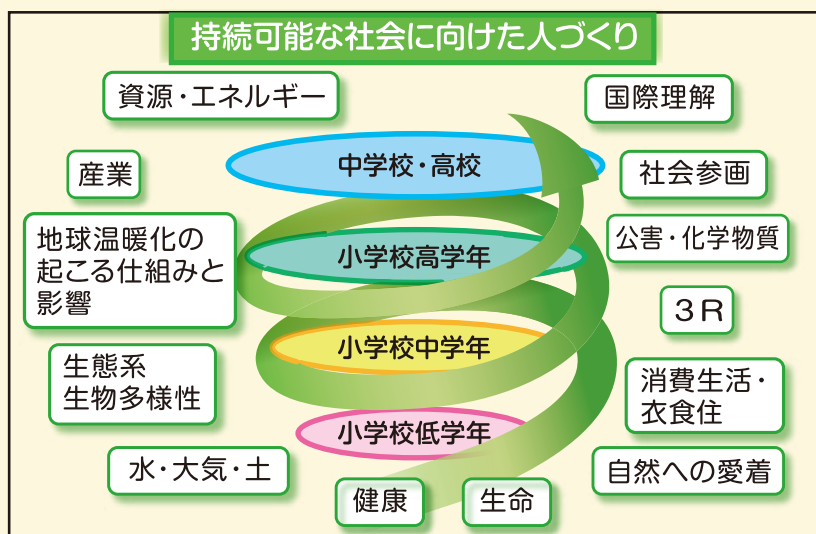 持続可能な社会に向けた人づくり
資源・エネルギー
国際理解
中学校・高校
産業
社会参画
地球温暖化の
起こる仕組みと
影響
小学校高学年
公害・化学物質
3R
小学校中学年
生態系
生物多様性
消費生活・
衣食住
小学校低学年
水・大気・土
自然への愛着
健康
生命